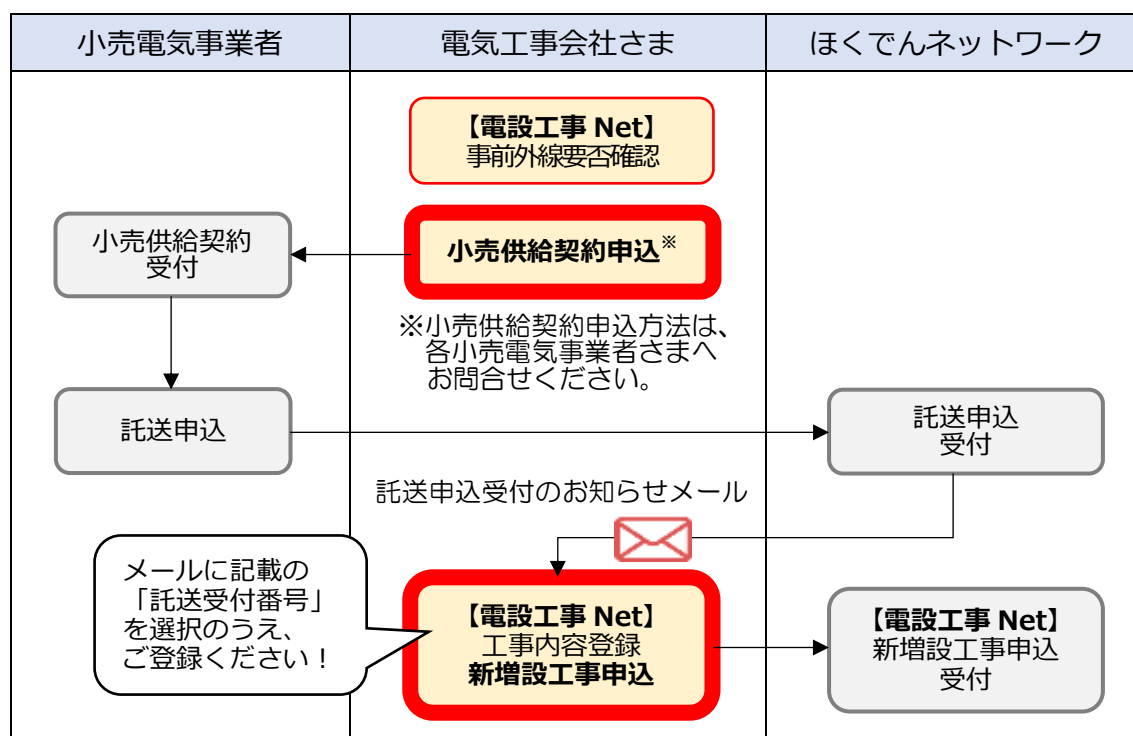 小売電気事業者
電気工事会社さま
ほくでんネットワーク
【電設工事 Net】
事前外線要否確認
小売供給契約
受付
小売供給契約申込※
※小売供給契約申込方法は、
各小売電気事業者さまへ
お問合せください。
託送申込
託送申込
受付
託送申込受付のお知らせメール
メールに記載の
「託送受付番号」
を選択のうえ、
ご登録ください！
【電設工事 Net】
工事内容登録
新増設工事申込
【電設工事 Net】
新増設工事申込
受付